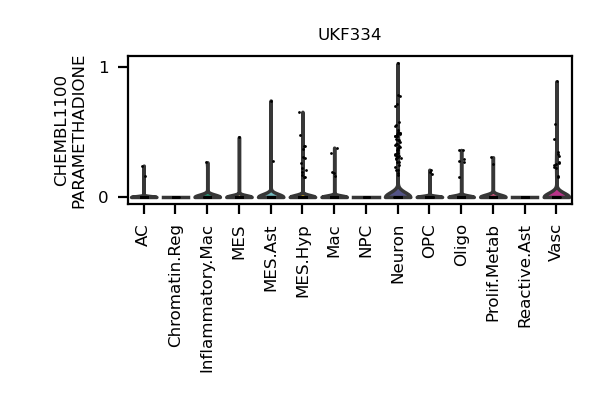 UKF334
CHEMBL1100
PARAMETHADIONE
1
0
AC
Chromatin.Reg
Inflammatory.Mac
MES
MES.Ast
MES.Hyp
Mac
NPC
Neuron
OPC
Oligo
Prolif.Metab
Reactive.Ast
Vasc